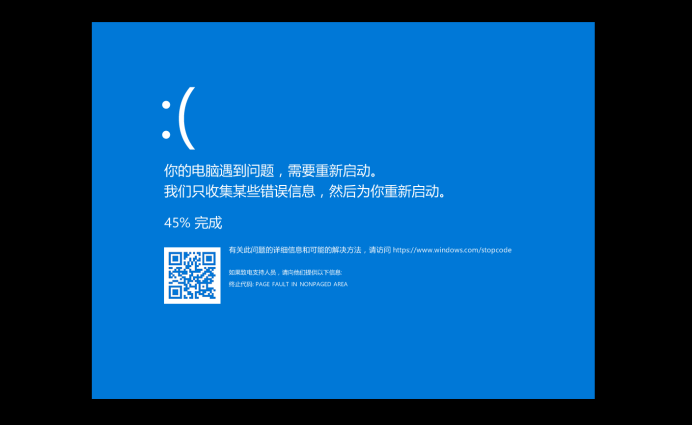 :(
你的电脑遇到问题，需要重新启动。
我们只收集某些错误信息，然后为你重新启动。
45% 完成
有关此问题的详细信息和可能的解决方法，请访问 https://www.windows.com/stopcode
如果致电支持人员，请向他们提供以下信息:
终止代码: PAGE FAULT IN NONPAGED AREA